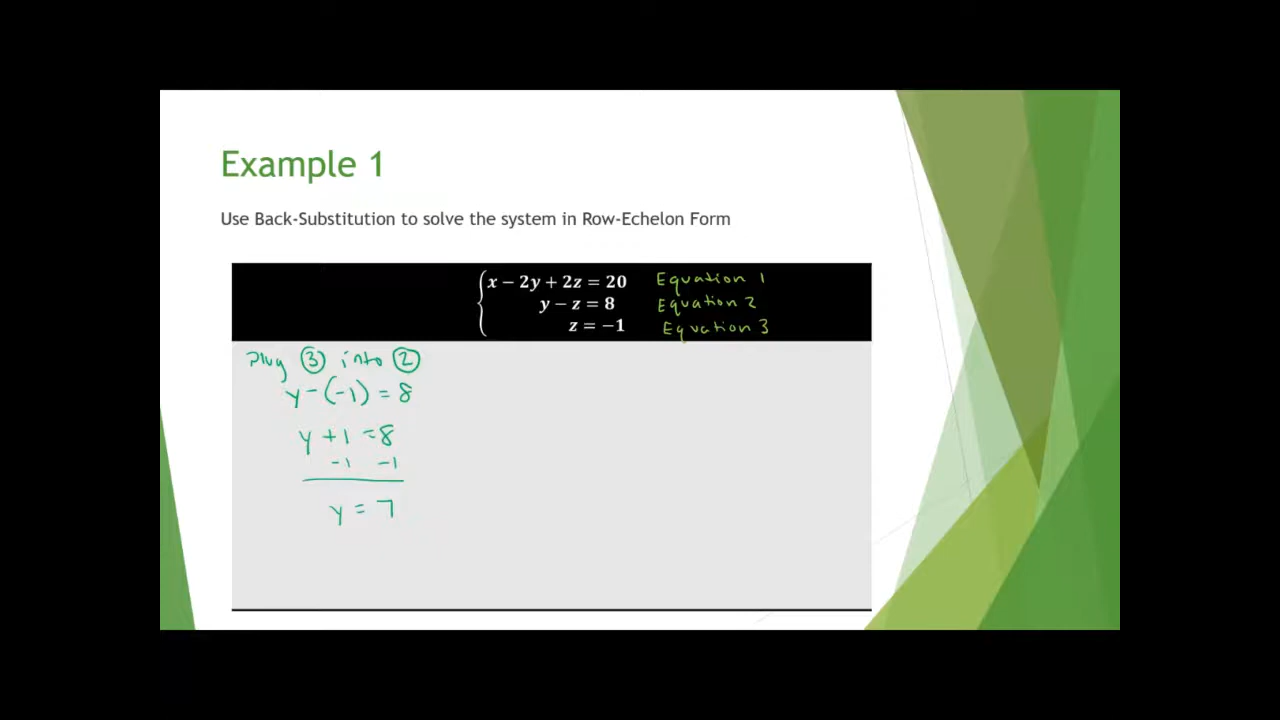 Example 1
Use Back-Substitution to solve the system in Row-Echelon Form
x − 2y + 2z = 20 Equation 1
y − z = 8 Equation 2
z = −1 Equation 3
Plug ③ into ②
y − (−1) = 8
y + 1 = 8
−1 −1
y = 7